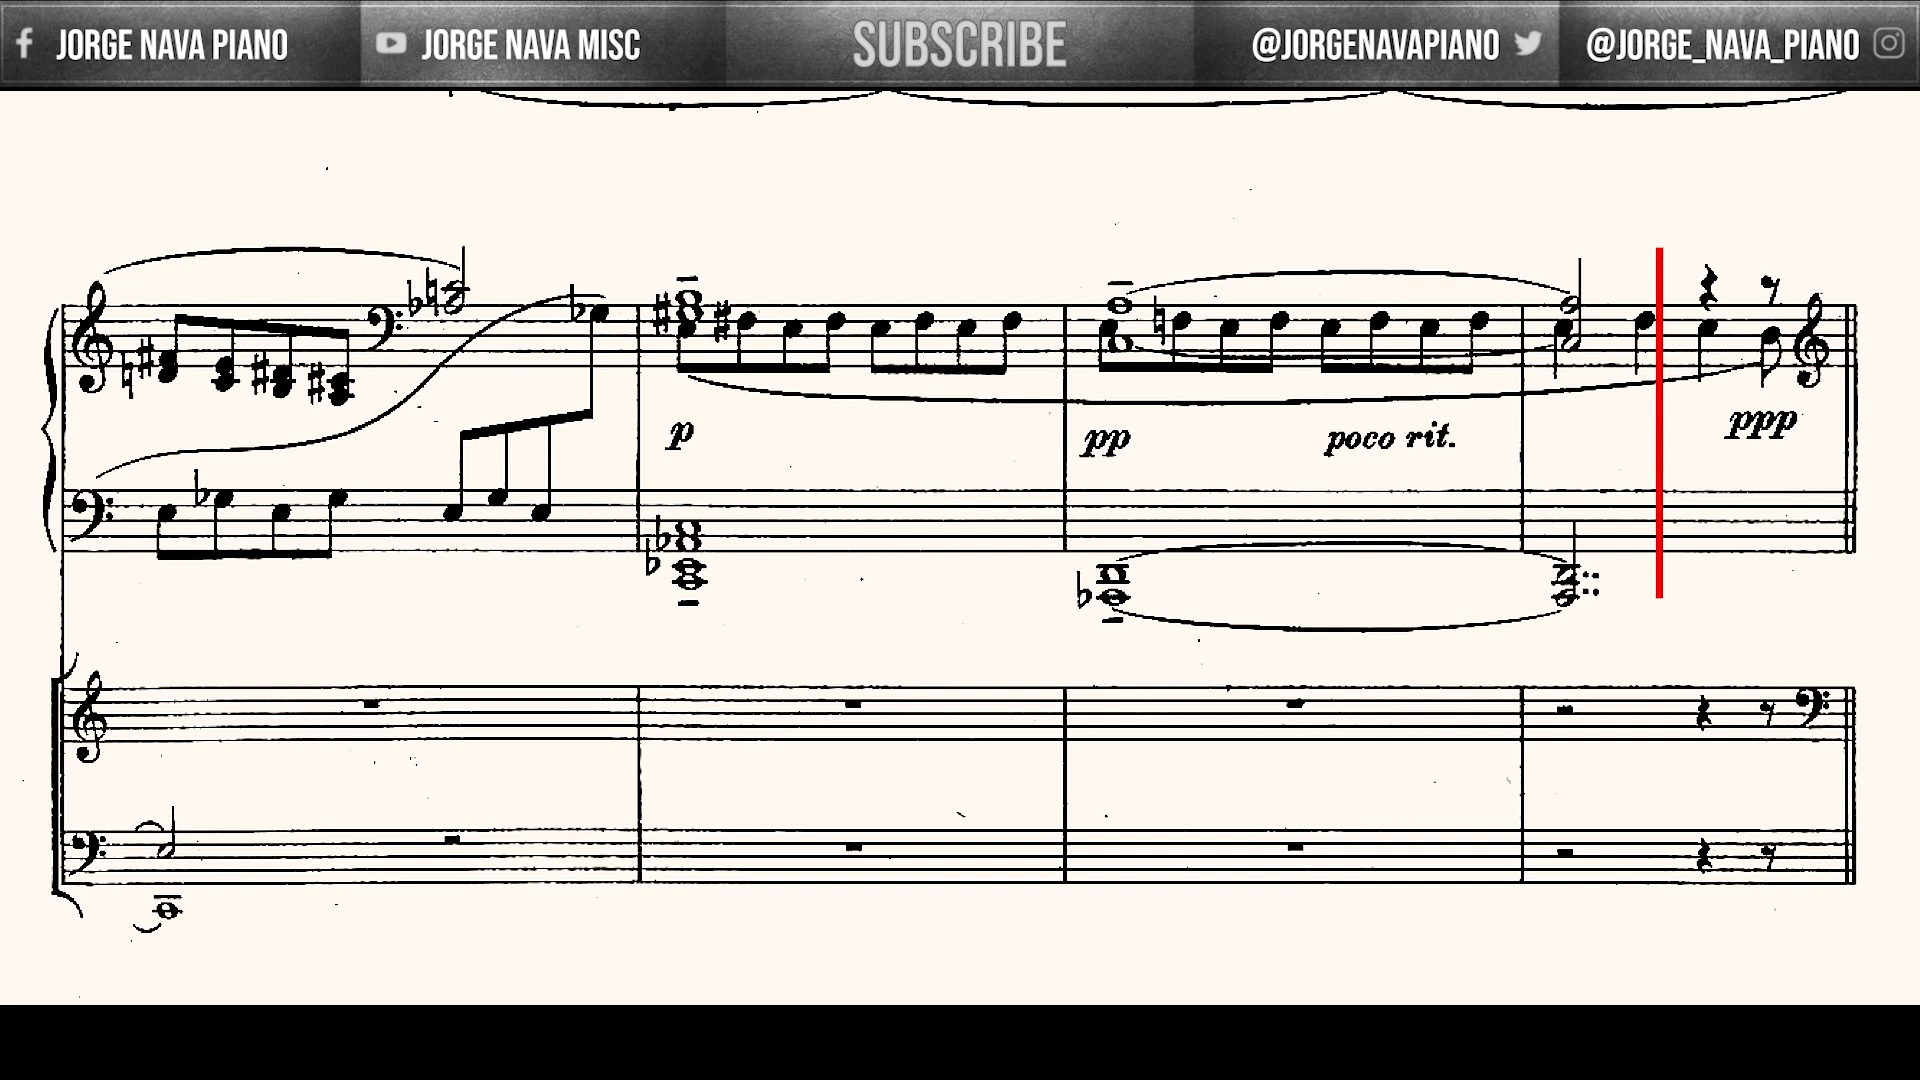 JORGE NAVA PIANO
JORGE NAVA MISC
SUBSCRIBE
@JORGENAVAPIANO
@JORGE_NAVA_PIANO
p
pp
poco rit.
ppp